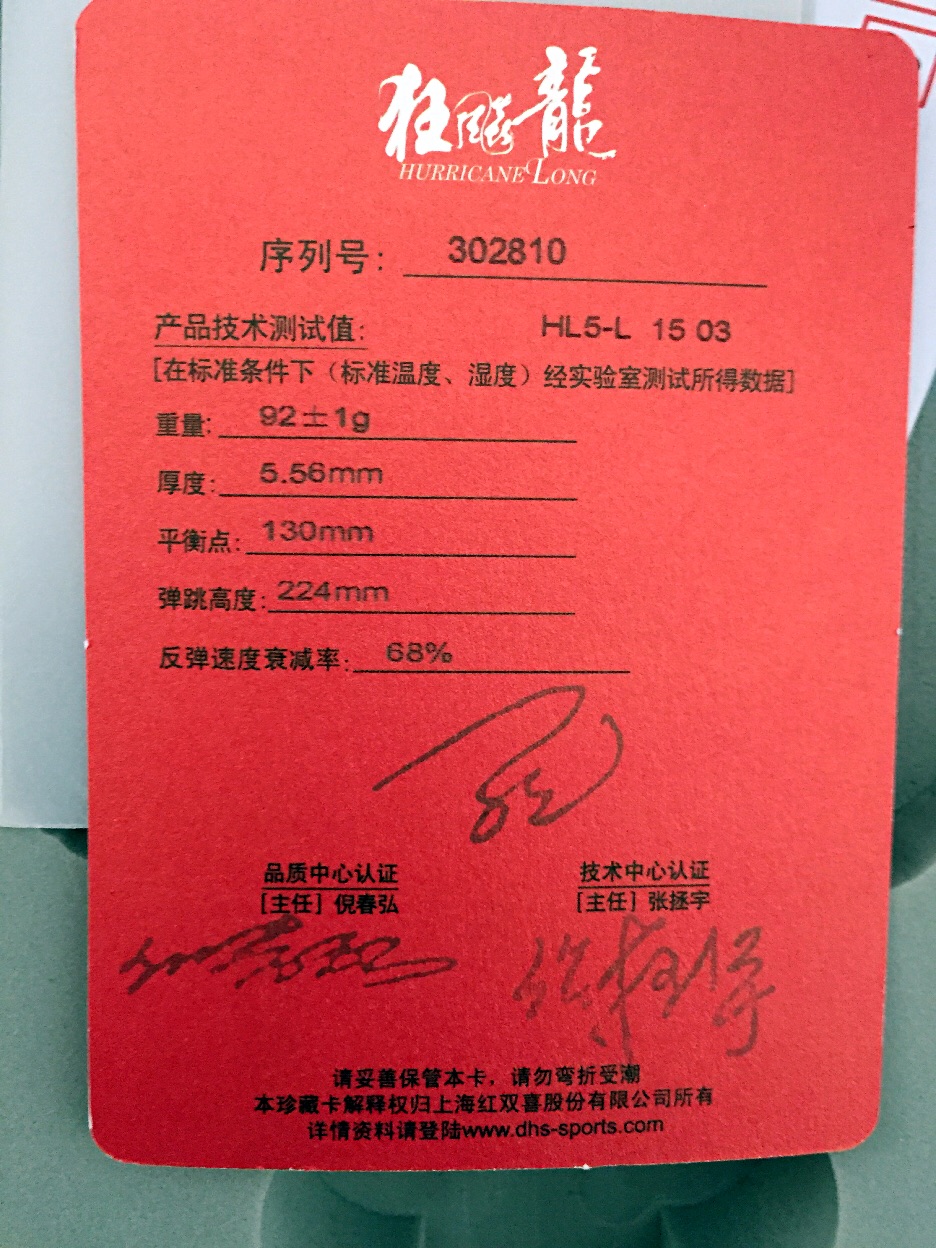 狂飚龍
HURRICANE LONG
序列号: 302810
产品技术测试值: HL5-L 15 03
[在标准条件下（标准温度、湿度）经实验室测试所得数据]
重量: 92±1g
厚度: 5.56mm
平衡点: 130mm
弹跳高度: 224mm
反弹速度衰减率: 68%
品质中心认证 技术中心认证
[主任] 倪春弘 [主任] 张拯宇
请妥善保管本卡，请勿弯折受潮
本珍藏卡解释权归上海红双喜股份有限公司所有
详情资料请登陆www.dhs-sports.com